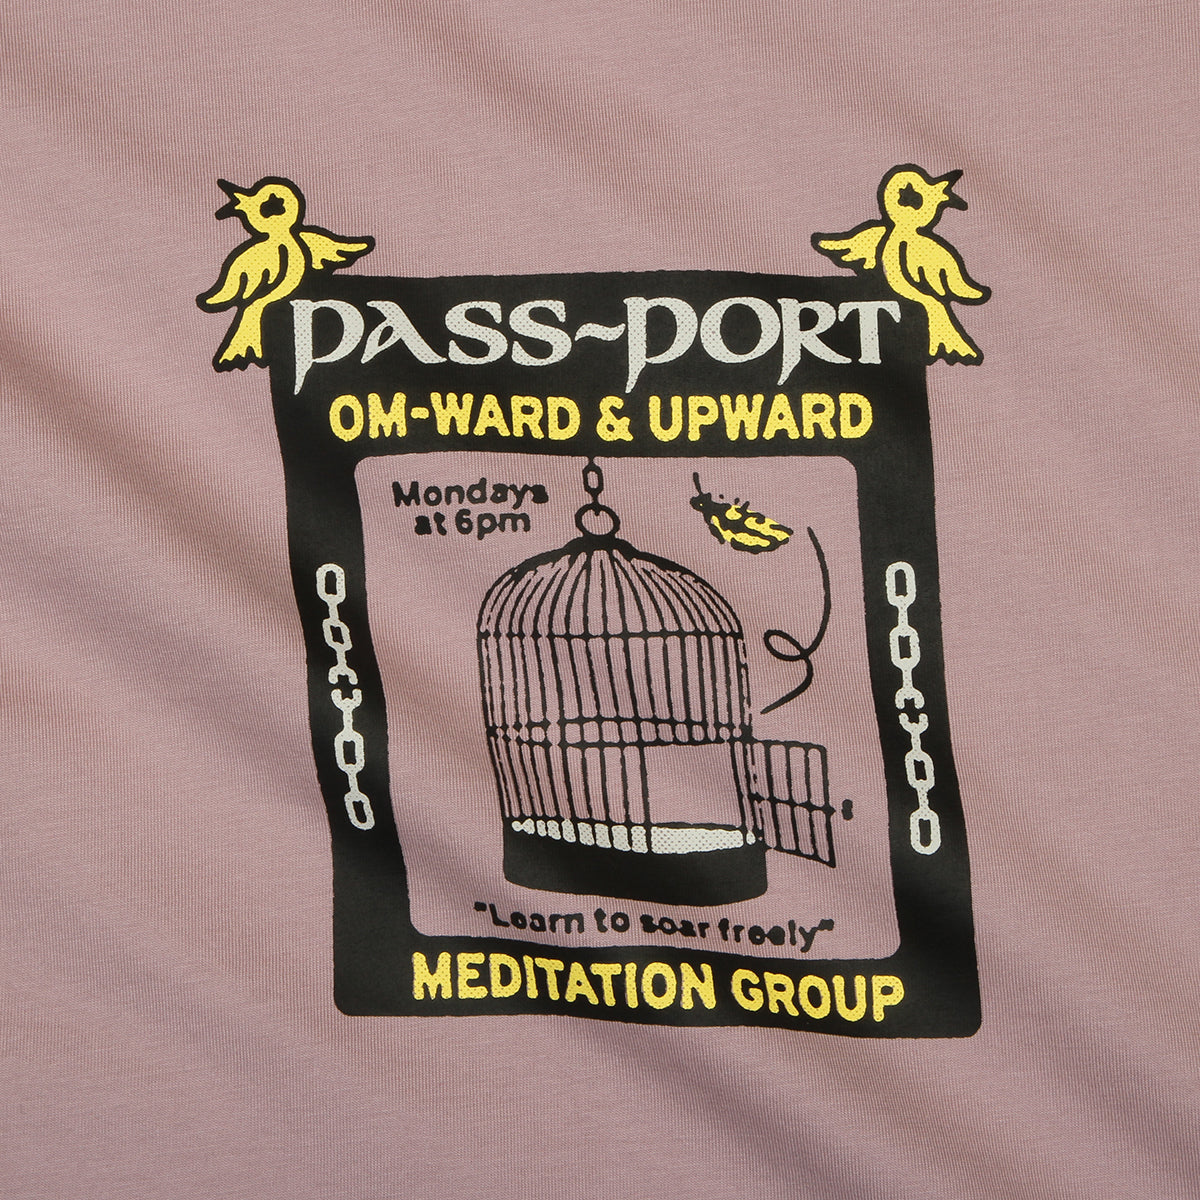 PASS~PORT
OM-WARD & UPWARD
Mondays
at 6pm
"Learn to soar freely"
MEDITATION GROUP